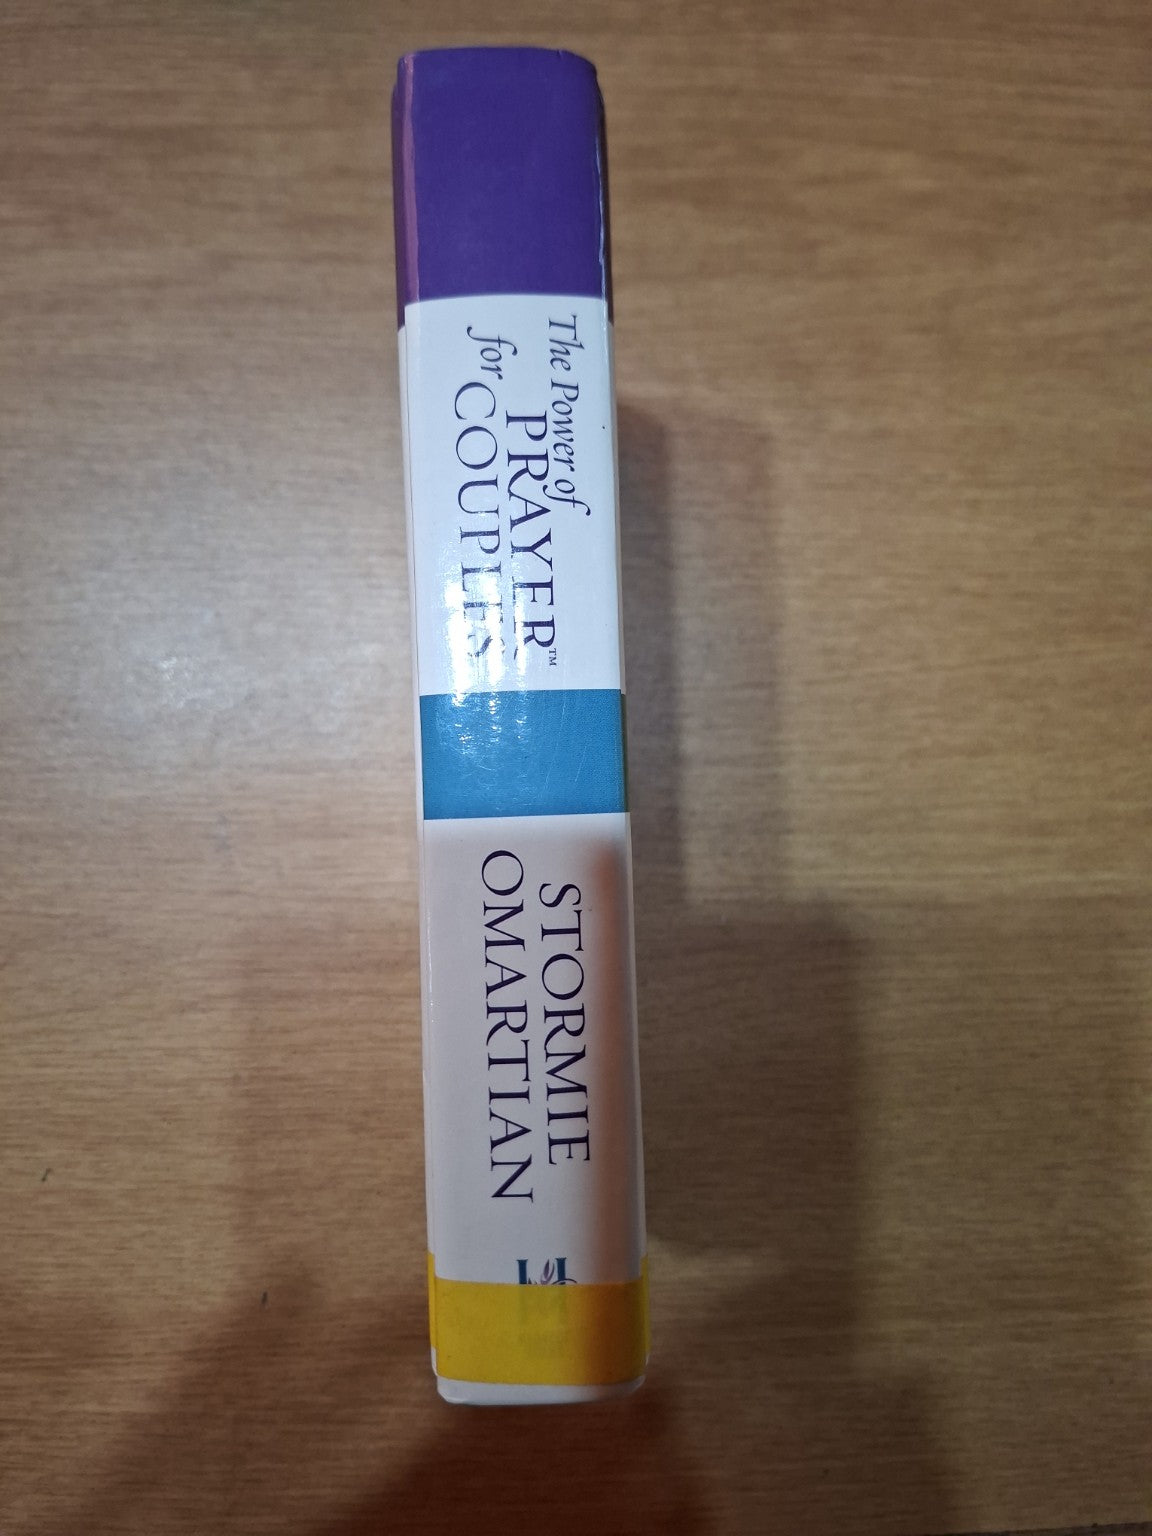 The Power of
PRAYER™
for COUPLES
STORMIE
OMARTIAN